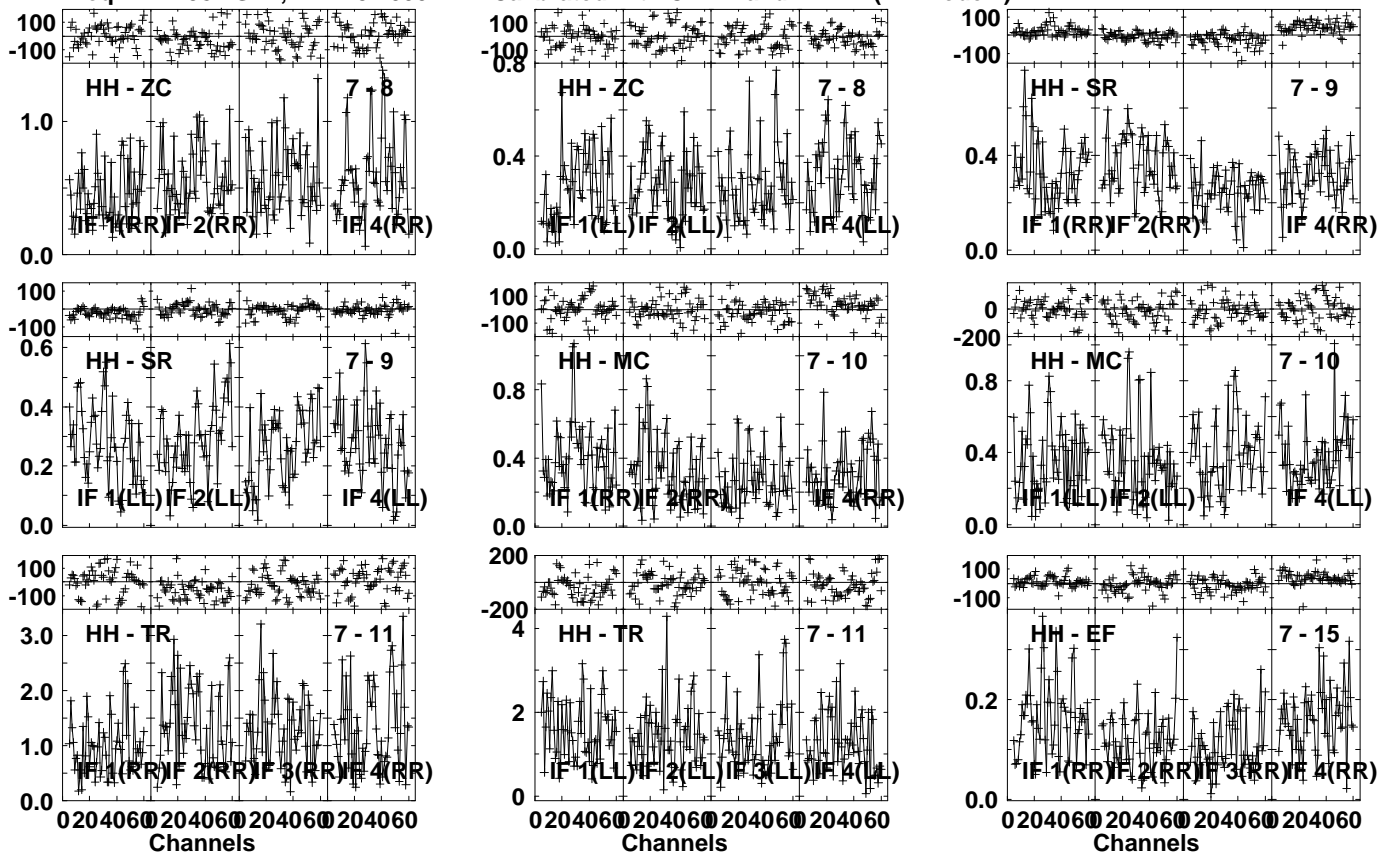 100
-100
HH - ZC 7 - 8
1.0
IF 1(RR) IF 2(RR) IF 4(RR)
0.0
100
-100
0.8
HH - ZC 7 - 8
0.4
IF 1(LL) IF 2(LL) IF 4(LL)
0.0
100
-100
HH - SR 7 - 9
0.4
IF 1(RR) IF 2(RR) IF 4(RR)
0.0
100
-100
0.6
HH - SR 7 - 9
0.4
0.2
IF 1(LL) IF 2(LL) IF 4(LL)
0.0
100
-100
HH - MC 7 - 10
0.8
0.4
IF 1(RR) IF 2(RR) IF 4(RR)
0.0
0
-200
HH - MC 7 - 10
0.8
0.4
IF 1(LL) IF 2(LL) IF 4(LL)
0.0
100
-100
3.0
HH - TR 7 - 11
2.0
1.0
IF 1(RR) IF 2(RR) IF 3(RR) IF 4(RR)
0.0
200
-200
4
HH - TR 7 - 11
2
IF 1(LL) IF 2(LL) IF 3(LL) IF 4(LL)
0
100
-100
HH - EF 7 - 15
0.2
IF 1(RR) IF 2(RR) IF 3(RR) IF 4(RR)
0.0
0 20 40 60 0 20 40 60 0 20 40 60 0 20 40 60
Channels
0 20 40 60 0 20 40 60 0 20 40 60 0 20 40 60
Channels
0 20 40 60 0 20 40 60 0 20 40 60 0 20 40 60
Channels